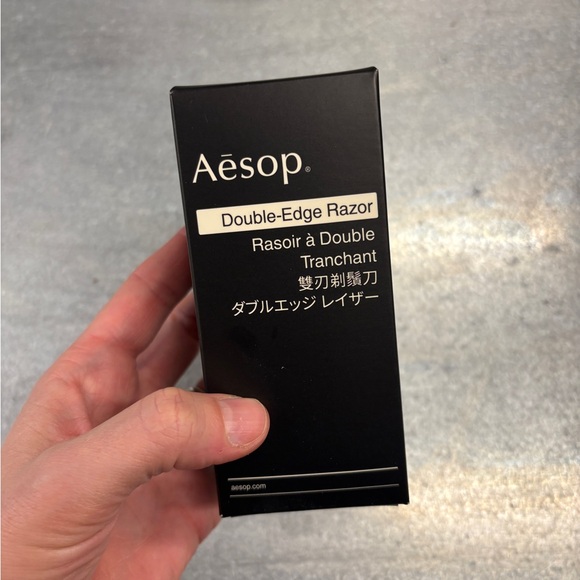 Aēsop®
Double-Edge Razor
Rasoir à Double
Tranchant
雙刃剃鬚刀
ダブルエッジ レイザー
aesop.com